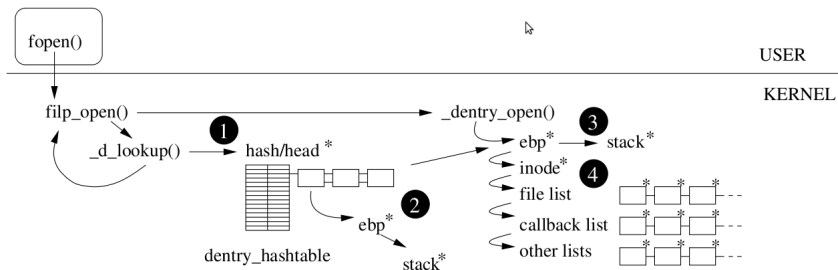 fopen()
USER
KERNEL
filp_open()
_dentry_open()
1
3
_d_lookup()
hash/head *
ebp*
stack*
inode*
4
file list
* * *
2
ebp*
callback list
* * *
dentry_hashtable
stack*
other lists
* * *